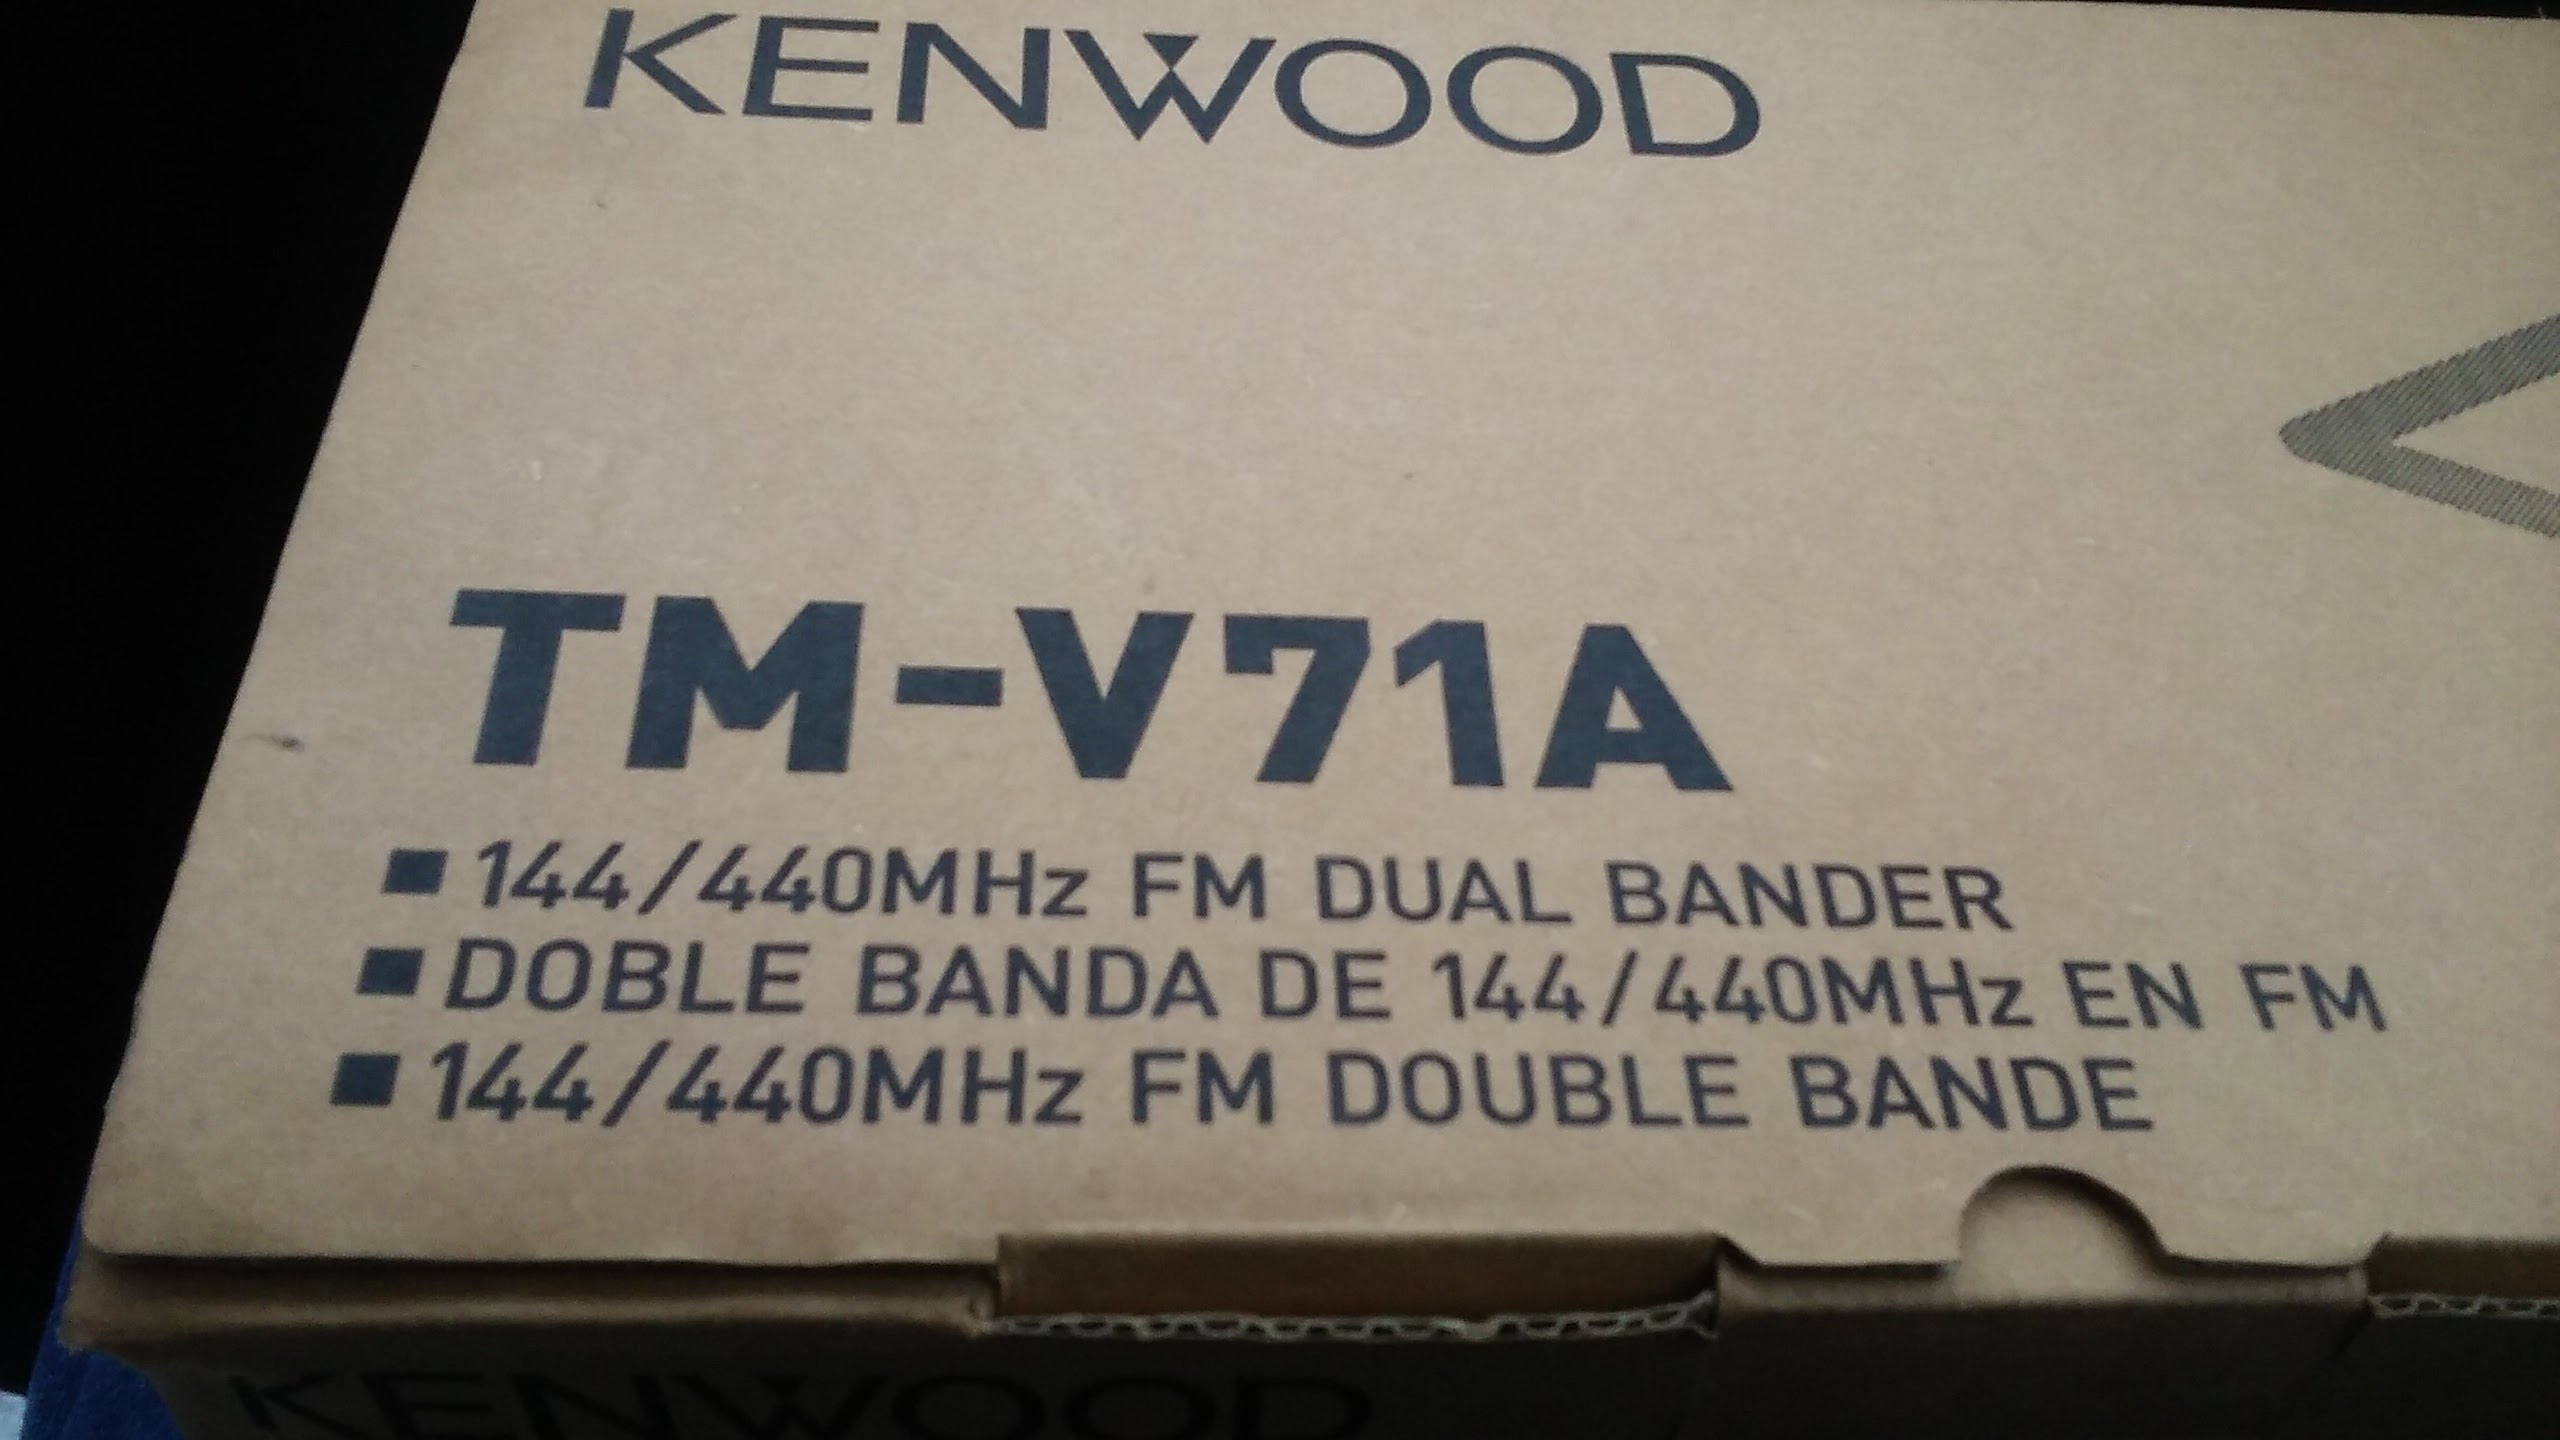 KENWOOD
TM-V71A
■ 144/440MHz FM DUAL BANDER
■ DOBLE BANDA DE 144/440MHz EN FM
■ 144/440MHz FM DOUBLE BANDE
KENWOOD